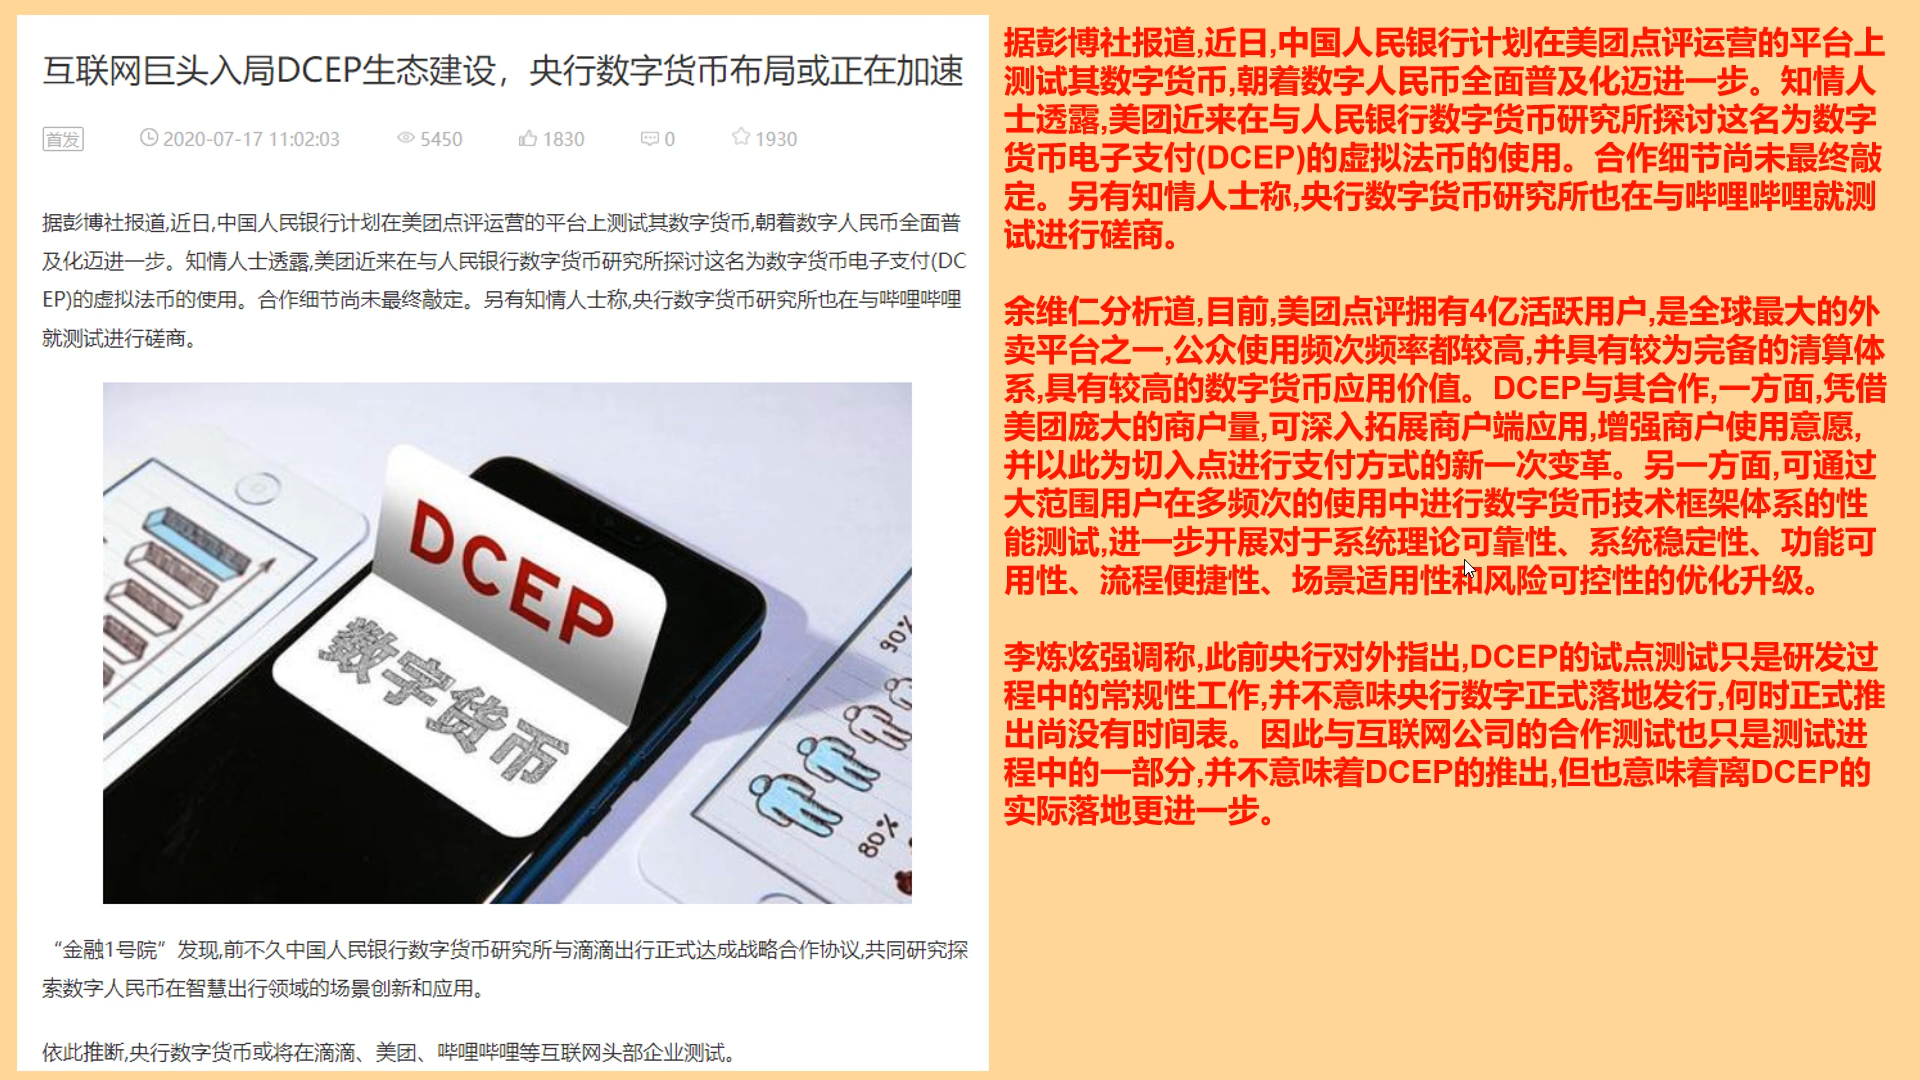 互联网巨头入局DCEP生态建设，央行数字货币布局或正在加速
首发 2020-07-17 11:02:03 5450 1830 0 1930
据彭博社报道,近日,中国人民银行计划在美团点评运营的平台上测试其数字货币,朝着数字人民币全面普
及化迈进一步。知情人士透露,美团近来在与人民银行数字货币研究所探讨这名为数字货币电子支付(DC
EP)的虚拟法币的使用。合作细节尚未最终敲定。另有知情人士称,央行数字货币研究所也在与哔哩哔哩
就测试进行磋商。
DCEP
数字货币
90%
80%
“金融1号院”发现,前不久中国人民银行数字货币研究所与滴滴出行正式达成战略合作协议,共同研究探
索数字人民币在智慧出行领域的场景创新和应用。
依此推断,央行数字货币或将在滴滴、美团、哔哩哔哩等互联网头部企业测试。
据彭博社报道,近日,中国人民银行计划在美团点评运营的平台上
测试其数字货币,朝着数字人民币全面普及化迈进一步。知情人
士透露,美团近来在与人民银行数字货币研究所探讨这名为数字
货币电子支付(DCEP)的虚拟法币的使用。合作细节尚未最终敲
定。另有知情人士称,央行数字货币研究所也在与哔哩哔哩就测
试进行磋商。
余维仁分析道,目前,美团点评拥有4亿活跃用户,是全球最大的外
卖平台之一,公众使用频次频率都较高,并具有较为完备的清算体
系,具有较高的数字货币应用价值。DCEP与其合作,一方面,凭借
美团庞大的商户量,可深入拓展商户端应用,增强商户使用意愿,
并以此为切入点进行支付方式的新一次变革。另一方面,可通过
大范围用户在多频次的使用中进行数字货币技术框架体系的性
能测试,进一步开展对于系统理论可靠性、系统稳定性、功能可
用性、流程便捷性、场景适用性和风险可控性的优化升级。
李炼炫强调称,此前央行对外指出,DCEP的试点测试只是研发过
程中的常规性工作,并不意味央行数字正式落地发行,何时正式推
出尚没有时间表。因此与互联网公司的合作测试也只是测试进
程中的一部分,并不意味着DCEP的推出,但也意味着离DCEP的
实际落地更进一步。